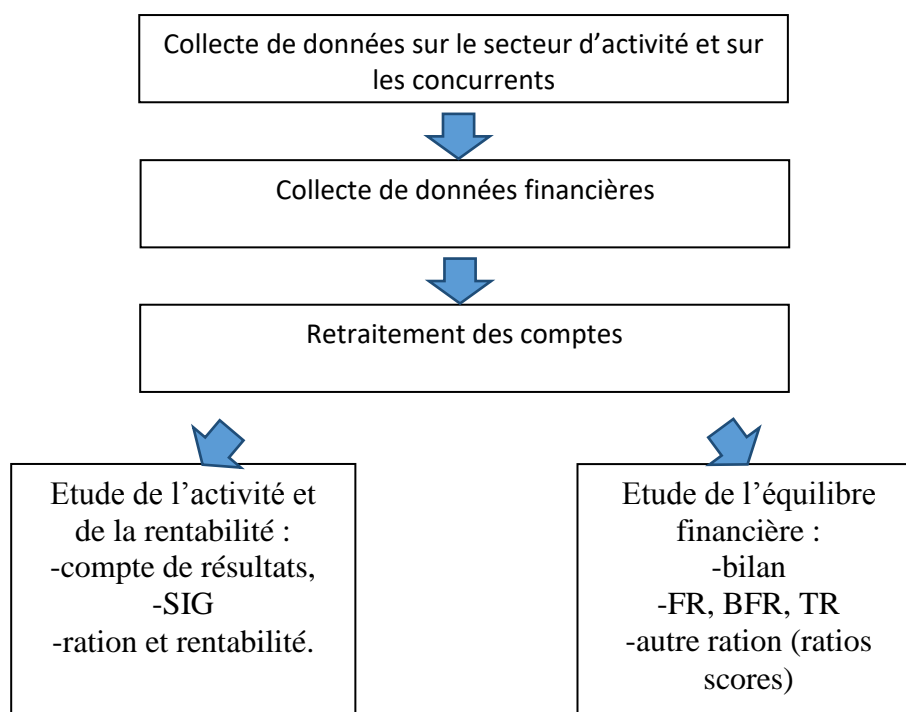 Collecte de données sur le secteur d’activité et sur
les concurrents
Collecte de données financières
Retraitement des comptes
Etude de l’activité et
de la rentabilité :
-compte de résultats,
-SIG
-ration et rentabilité.
Etude de l’équilibre
financière :
-bilan
-FR, BFR, TR
-autre ration (ratios
scores)